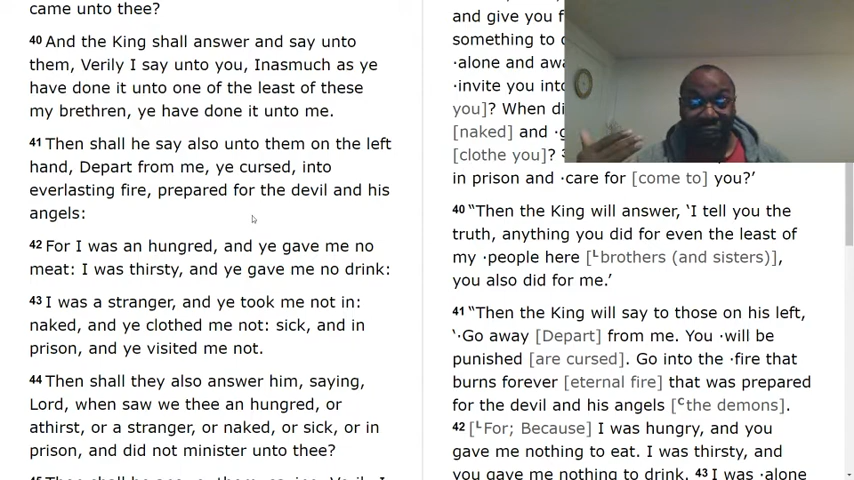 came unto thee?
40 And the King shall answer and say unto
them, Verily I say unto you, Inasmuch as ye
have done it unto one of the least of these
my brethren, ye have done it unto me.
41 Then shall he say also unto them on the left
hand, Depart from me, ye cursed, into
everlasting fire, prepared for the devil and his
angels:
42 For I was an hungred, and ye gave me no
meat: I was thirsty, and ye gave me no drink:
43 I was a stranger, and ye took me not in:
naked, and ye clothed me not: sick, and in
prison, and ye visited me not.
44 Then shall they also answer him, saying,
Lord, when saw we thee an hungred, or
athirst, or a stranger, or naked, or sick, or in
prison, and did not minister unto thee?
and give you
something to
·alone and
·invite you
you]? When
[naked] and
[clothe you]?
in prison and ·care for [come to] you?’
40 “Then the King will answer, ‘I tell you the
truth, anything you did for even the least of
my ·people here [ᴸbrothers (and sisters)],
you also did for me.’
41 “Then the King will say to those on his left,
‘·Go away [Depart] from me. You ·will be
punished [are cursed]. Go into the ·fire that
burns forever [eternal fire] that was prepared
for the devil and his angels [ᶜthe demons].
42 [ᴸFor; Because] I was hungry, and you
gave me nothing to eat. I was thirsty, and
you gave me nothing to drink. 43 I was ·alone